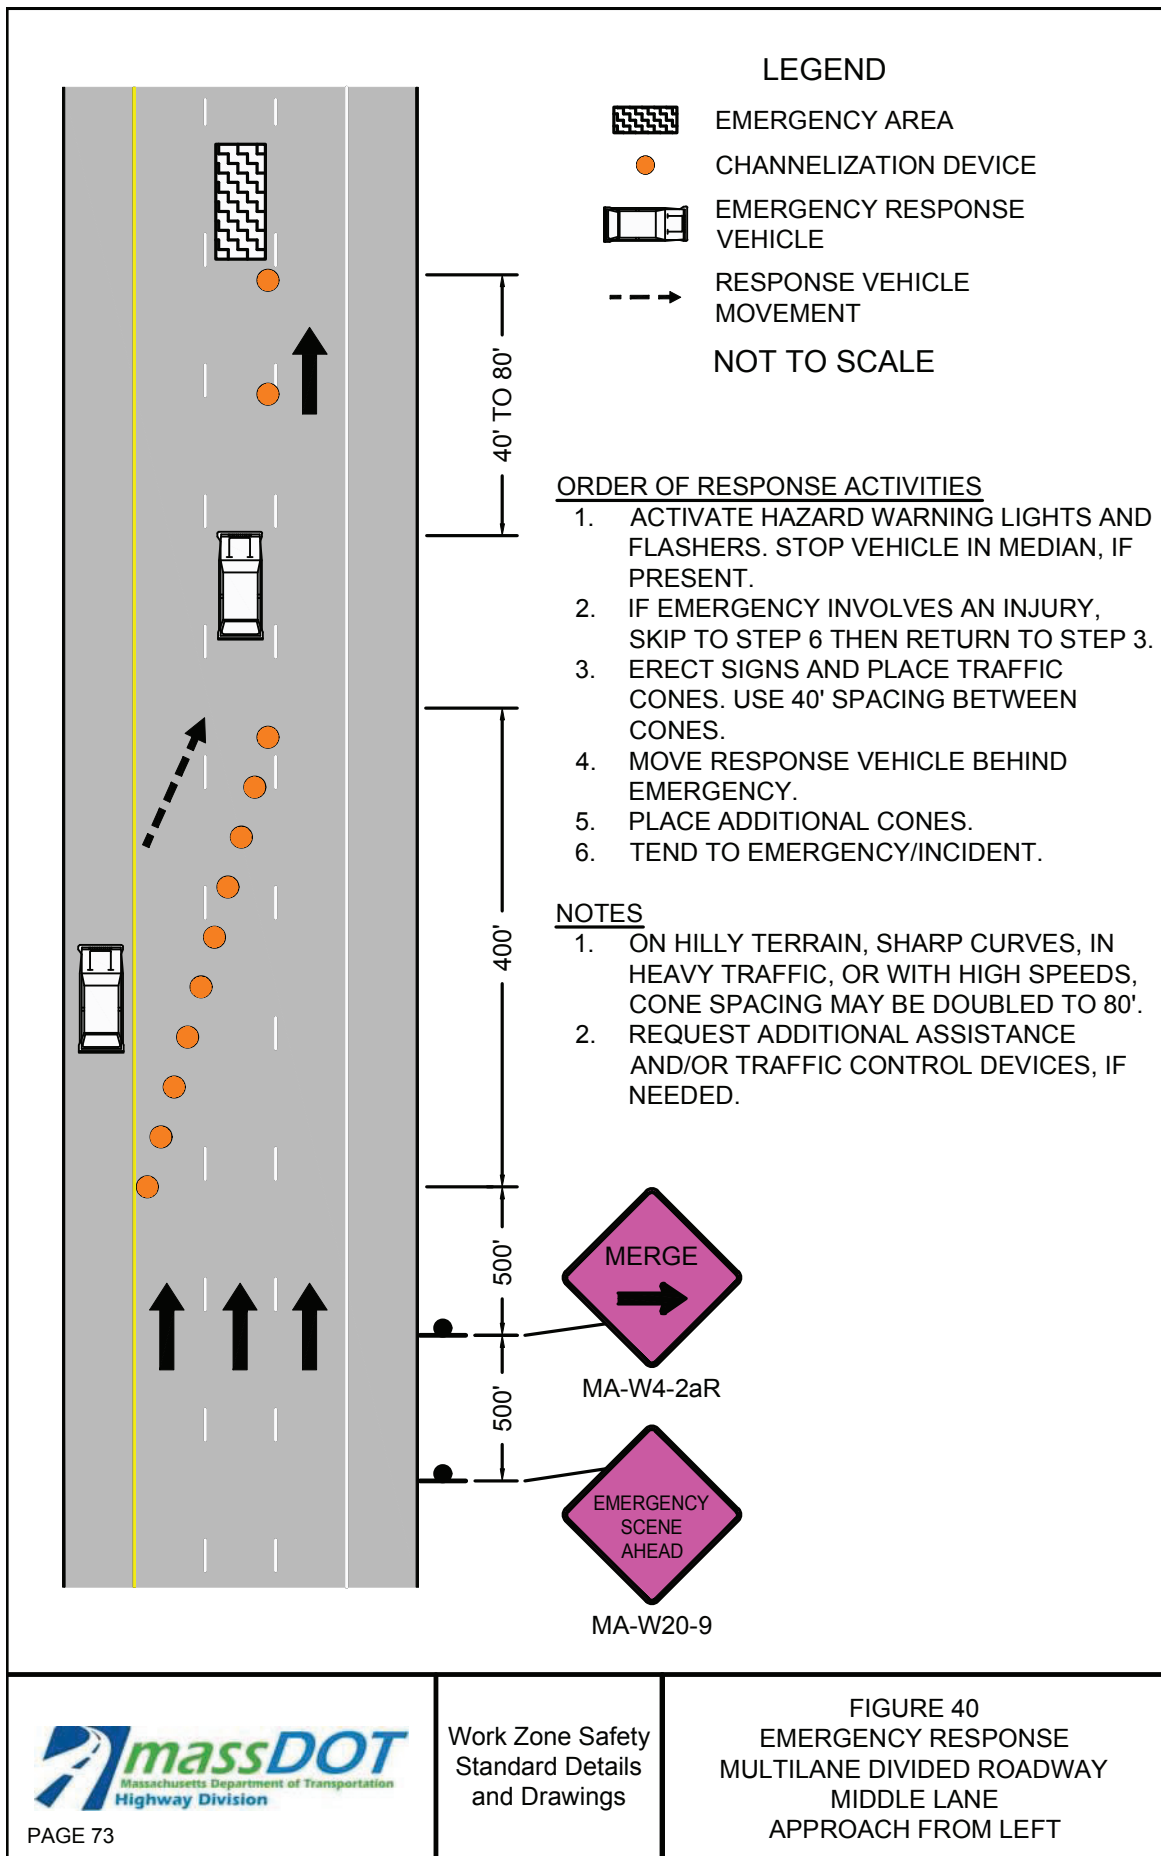 LEGEND
EMERGENCY AREA
CHANNELIZATION DEVICE
EMERGENCY RESPONSE
VEHICLE
RESPONSE VEHICLE
MOVEMENT
NOT TO SCALE
40' TO 80'
ORDER OF RESPONSE ACTIVITIES
1. ACTIVATE HAZARD WARNING LIGHTS AND
FLASHERS. STOP VEHICLE IN MEDIAN, IF
PRESENT.
2. IF EMERGENCY INVOLVES AN INJURY,
SKIP TO STEP 6 THEN RETURN TO STEP 3.
3. ERECT SIGNS AND PLACE TRAFFIC
CONES. USE 40' SPACING BETWEEN
CONES.
4. MOVE RESPONSE VEHICLE BEHIND
EMERGENCY.
5. PLACE ADDITIONAL CONES.
6. TEND TO EMERGENCY/INCIDENT.
400'
NOTES
1. ON HILLY TERRAIN, SHARP CURVES, IN
HEAVY TRAFFIC, OR WITH HIGH SPEEDS,
CONE SPACING MAY BE DOUBLED TO 80'.
2. REQUEST ADDITIONAL ASSISTANCE
AND/OR TRAFFIC CONTROL DEVICES, IF
NEEDED.
500'
MERGE
MA-W4-2aR
500'
EMERGENCY
SCENE
AHEAD
MA-W20-9
massDOT
Massachusetts Department of Transportation
Highway Division
PAGE 73
Work Zone Safety
Standard Details
and Drawings
FIGURE 40
EMERGENCY RESPONSE
MULTILANE DIVIDED ROADWAY
MIDDLE LANE
APPROACH FROM LEFT